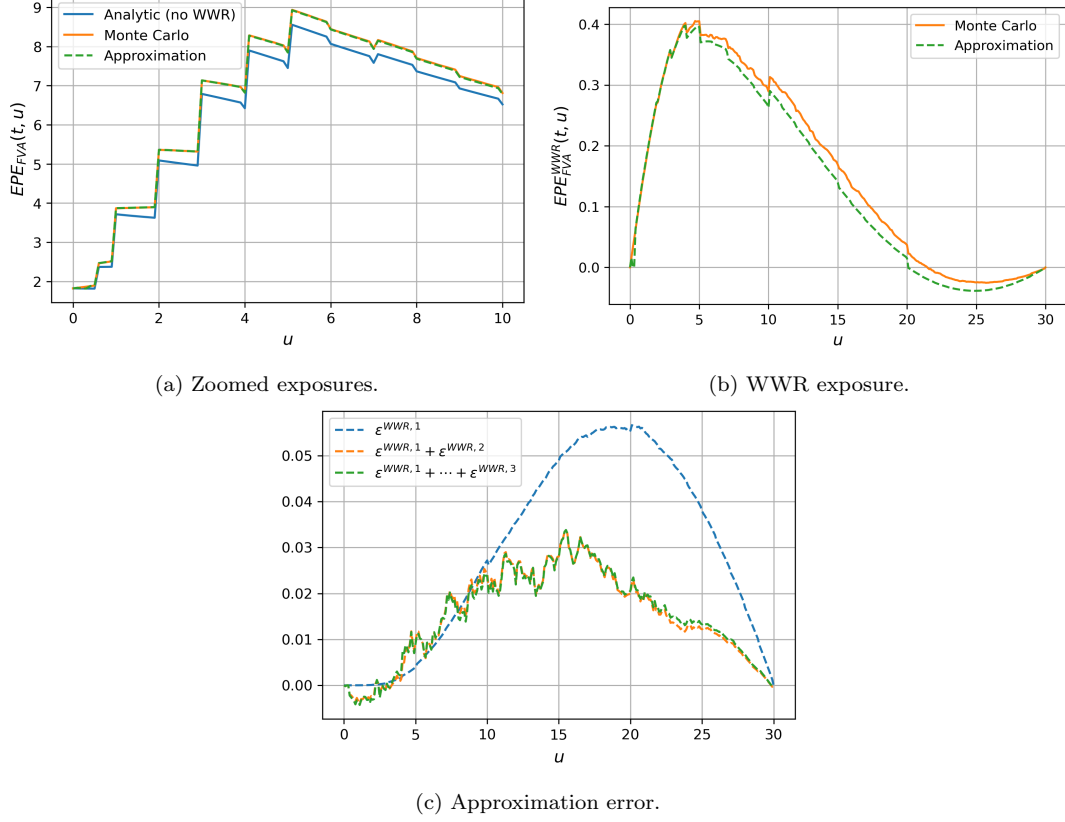 Analytic (no WWR)
Monte Carlo
Approximation
9
8
7
6
5
4
3
2
EPE_{FVA}(t, u)
0 2 4 6 8 10
u
(a) Zoomed exposures.
Monte Carlo
Approximation
0.4
0.3
0.2
0.1
0.0
EPE^{WWR}_{FVA}(t, u)
0 5 10 15 20 25 30
u
(b) WWR exposure.
ε^{WWR, 1}
ε^{WWR, 1} + ε^{WWR, 2}
ε^{WWR, 1} + ⋯ + ε^{WWR, 3}
0.05
0.04
0.03
0.02
0.01
0.00
0 5 10 15 20 25 30
u
(c) Approximation error.